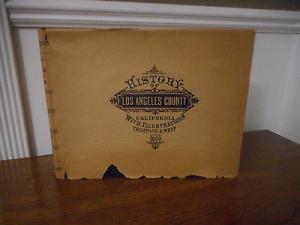 HISTORY
OF
LOS ANGELES COUNTY
CALIFORNIA
WITH ILLUSTRATIONS
THOMPSON & WEST